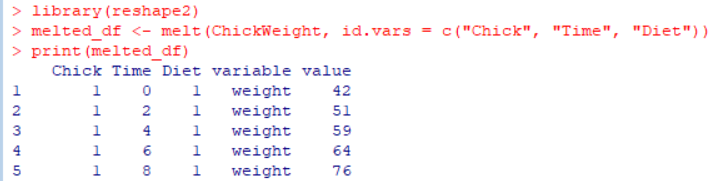 > library(reshape2)
> melted_df <- melt(ChickWeight, id.vars = c("Chick", "Time", "Diet"))
> print(melted_df)
Chick Time Diet variable value
1 1 0 1 weight 42
2 1 2 1 weight 51
3 1 4 1 weight 59
4 1 6 1 weight 64
5 1 8 1 weight 76